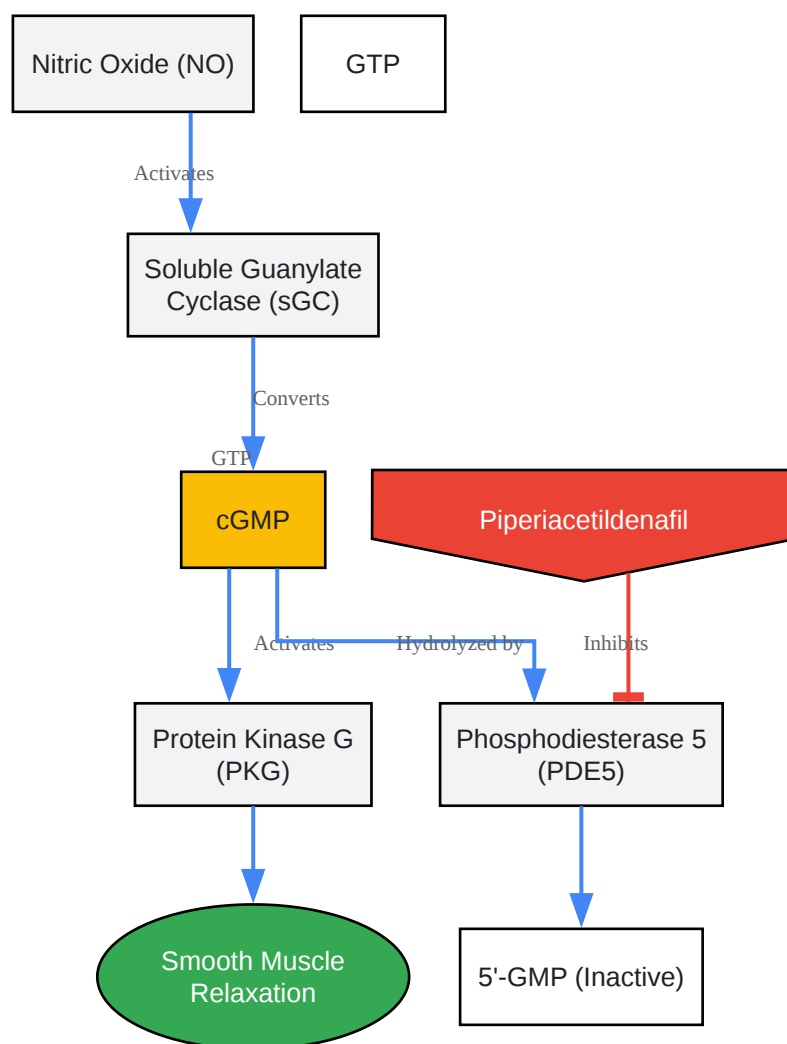 Nitric Oxide (NO)
GTP
Activates
Soluble Guanylate
Cyclase (sGC)
Converts
GTP
cGMP
Piperiacetildenafil
Activates
Hydrolyzed by
Inhibits
Protein Kinase G
(PKG)
Phosphodiesterase 5
(PDE5)
Smooth Muscle
Relaxation
5'-GMP (Inactive)